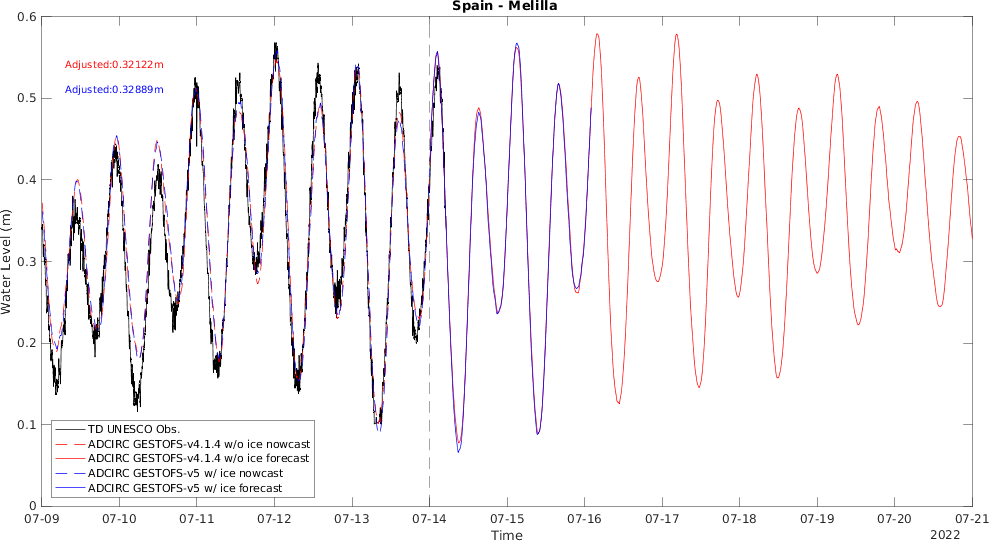 Spain - Melilla
0.6
Adjusted:0.32122m
Adjusted:0.32889m
0.5
0.4
0.3
0.2
0.1
0
Water Level (m)
TD UNESCO Obs.
ADCIRC GESTOFS-v4.1.4 w/o ice nowcast
ADCIRC GESTOFS-v4.1.4 w/o ice forecast
ADCIRC GESTOFS-v5 w/ ice nowcast
ADCIRC GESTOFS-v5 w/ ice forecast
07-09 07-10 07-11 07-12 07-13 07-14 07-15 07-16 07-17 07-18 07-19 07-20 07-21
Time
2022